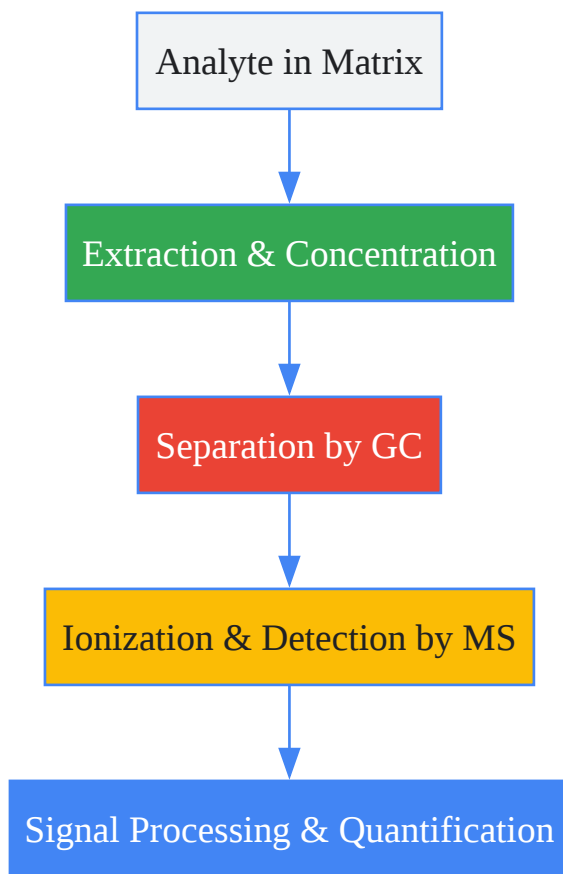 Analyte in Matrix
Extraction & Concentration
Separation by GC
Ionization & Detection by MS
Signal Processing & Quantification